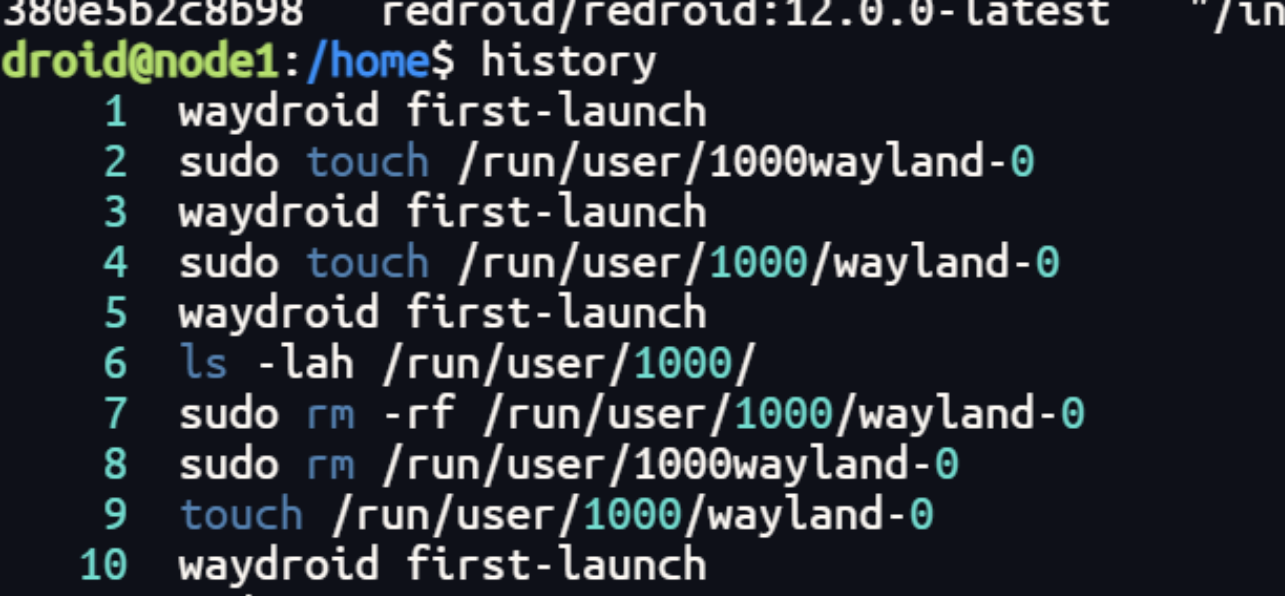 380e5b2c8b98   redroid/redroid:12.0.0-latest   "/in
droid@node1:/home$ history
    1  waydroid first-launch
    2  sudo touch /run/user/1000wayland-0
    3  waydroid first-launch
    4  sudo touch /run/user/1000/wayland-0
    5  waydroid first-launch
    6  ls -lah /run/user/1000/
    7  sudo rm -rf /run/user/1000/wayland-0
    8  sudo rm /run/user/1000wayland-0
    9  touch /run/user/1000/wayland-0
   10  waydroid first-launch